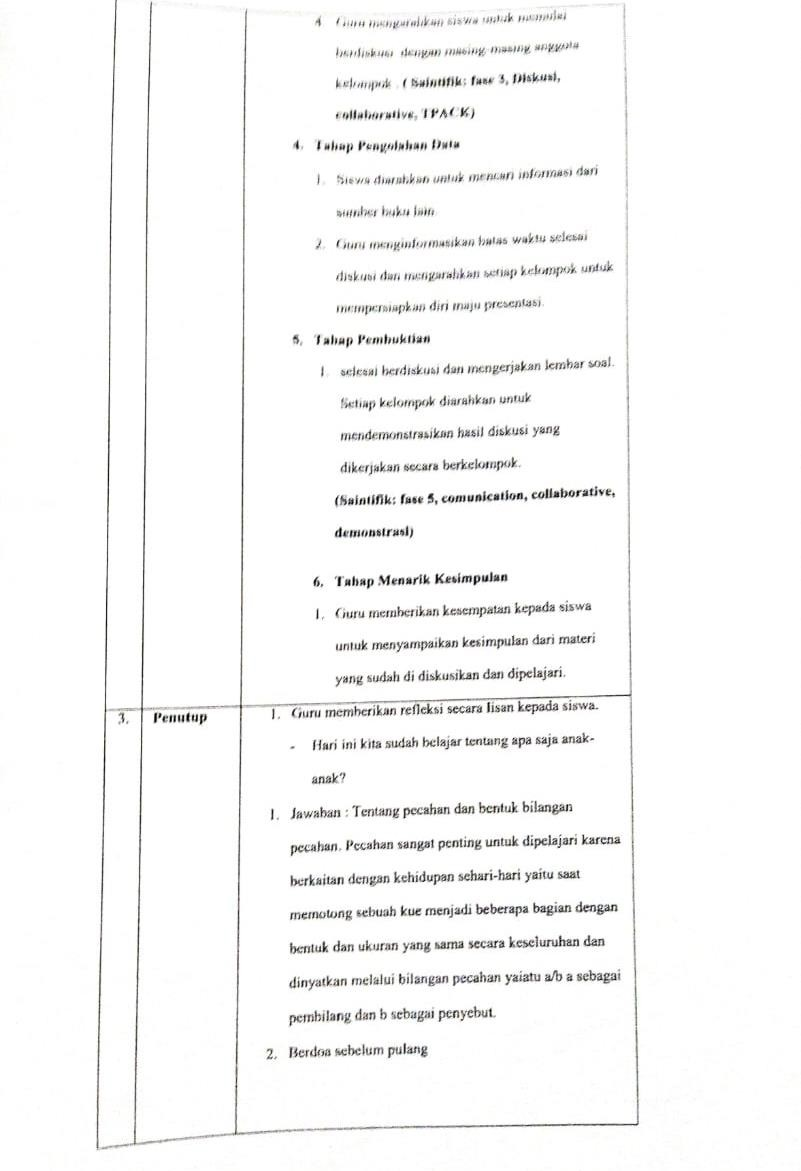 4. Guru mengarahkan siswa untuk memulai
berdiskusi dengan masing-masing anggota
kelompok . ( Saintifik: fase 3, Diskusi,
collaborative, TPACK)
4. Tahap Pengolahan Data
1. Siswa diarahkan untuk mencari informasi dari
sumber buku lain
2. Guru menginformasikan batas waktu selesai
diskusi dan mengarahkan setiap kelompok untuk
mempersiapkan diri maju presentasi.
5. Tahap Pembuktian
1. selesai berdiskusi dan mengerjakan lembar soal.
Setiap kelompok diarahkan untuk
mendemonstrasikan hasil diskusi yang
dikerjakan secara berkelompok.
(Saintifik: fase 5, comunication, collaborative,
demonstrasi)
6. Tahap Menarik Kesimpulan
1. Guru memberikan kesempatan kepada siswa
untuk menyampaikan kesimpulan dari materi
yang sudah di diskusikan dan dipelajari.
3. Penutup
1. Guru memberikan refleksi secara lisan kepada siswa.
- Hari ini kita sudah belajar tentang apa saja anak-
anak?
1. Jawaban : Tentang pecahan dan bentuk bilangan
pecahan. Pecahan sangat penting untuk dipelajari karena
berkaitan dengan kehidupan sehari-hari yaitu saat
memotong sebuah kue menjadi beberapa bagian dengan
bentuk dan ukuran yang sama secara keseluruhan dan
dinyatkan melalui bilangan pecahan yaiatu a/b a sebagai
pembilang dan b sebagai penyebut.
2. Berdoa sebelum pulang